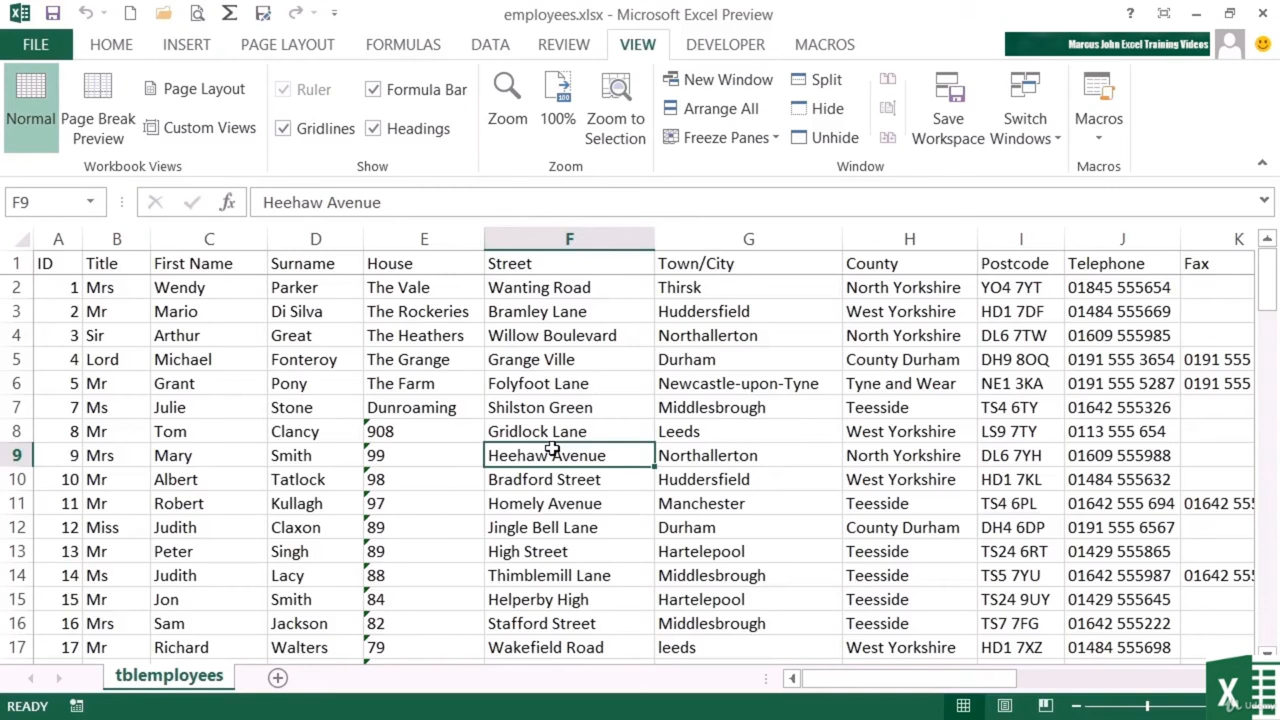 employees.xlsx - Microsoft Excel Preview
?
FILE HOME INSERT PAGE LAYOUT FORMULAS DATA REVIEW VIEW DEVELOPER MACROS Marcus John Excel Training Videos
Normal Page Break Preview Page Layout Custom Views
Ruler Formula Bar Gridlines Headings
Zoom 100% Zoom to Selection
New Window Arrange All Freeze Panes Split Hide Unhide
Save Workspace Switch Windows Macros
Workbook Views Show Zoom Window Macros
F9 fx Heehaw Avenue
A B C D E F G H I J K
1 ID Title First Name Surname House Street Town/City County Postcode Telephone Fax
2 1 Mrs Wendy Parker The Vale Wanting Road Thirsk North Yorkshire YO4 7YT 01845 555654
3 2 Mr Mario Di Silva The Rockeries Bramley Lane Huddersfield West Yorkshire HD1 7DF 01484 555669
4 3 Sir Arthur Great The Heathers Willow Boulevard Northallerton North Yorkshire DL6 7TW 01609 555985
5 4 Lord Michael Fonteroy The Grange Grange Ville Durham County Durham DH9 8OQ 0191 555 3654 0191 555
6 5 Mr Grant Pony The Farm Folyfoot Lane Newcastle-upon-Tyne Tyne and Wear NE1 3KA 0191 555 5287 0191 555
7 7 Ms Julie Stone Dunroaming Shilston Green Middlesbrough Teesside TS4 6TY 01642 555326
8 8 Mr Tom Clancy 908 Gridlock Lane Leeds West Yorkshire LS9 7TY 0113 555 654
9 9 Mrs Mary Smith 99 Heehaw Avenue Northallerton North Yorkshire DL6 7YH 01609 555988
10 10 Mr Albert Tatlock 98 Bradford Street Huddersfield West Yorkshire HD1 7KL 01484 555632
11 11 Mr Robert Kullagh 97 Homely Avenue Manchester Teesside TS4 6PL 01642 555 694 01642 555
12 12 Miss Judith Claxon 89 Jingle Bell Lane Durham County Durham DH4 6DP 0191 555 6567
13 13 Mr Peter Singh 89 High Street Hartelepool Teesside TS24 6RT 01429 555865
14 14 Ms Judith Lacy 88 Thimblemill Lane Middlesbrough Teesside TS5 7YU 01642 555987 01642 555
15 15 Mr Jon Smith 84 Helperby High Hartelepool Teesside TS24 9UY 01429 555645
16 16 Mrs Sam Jackson 82 Stafford Street Middlesbrough Teesside TS7 7FG 01642 555222
17 17 Mr Richard Walters 79 Wakefield Road leeds West Yorkshire HD1 7XZ 01484 555698
tblemployees
READY